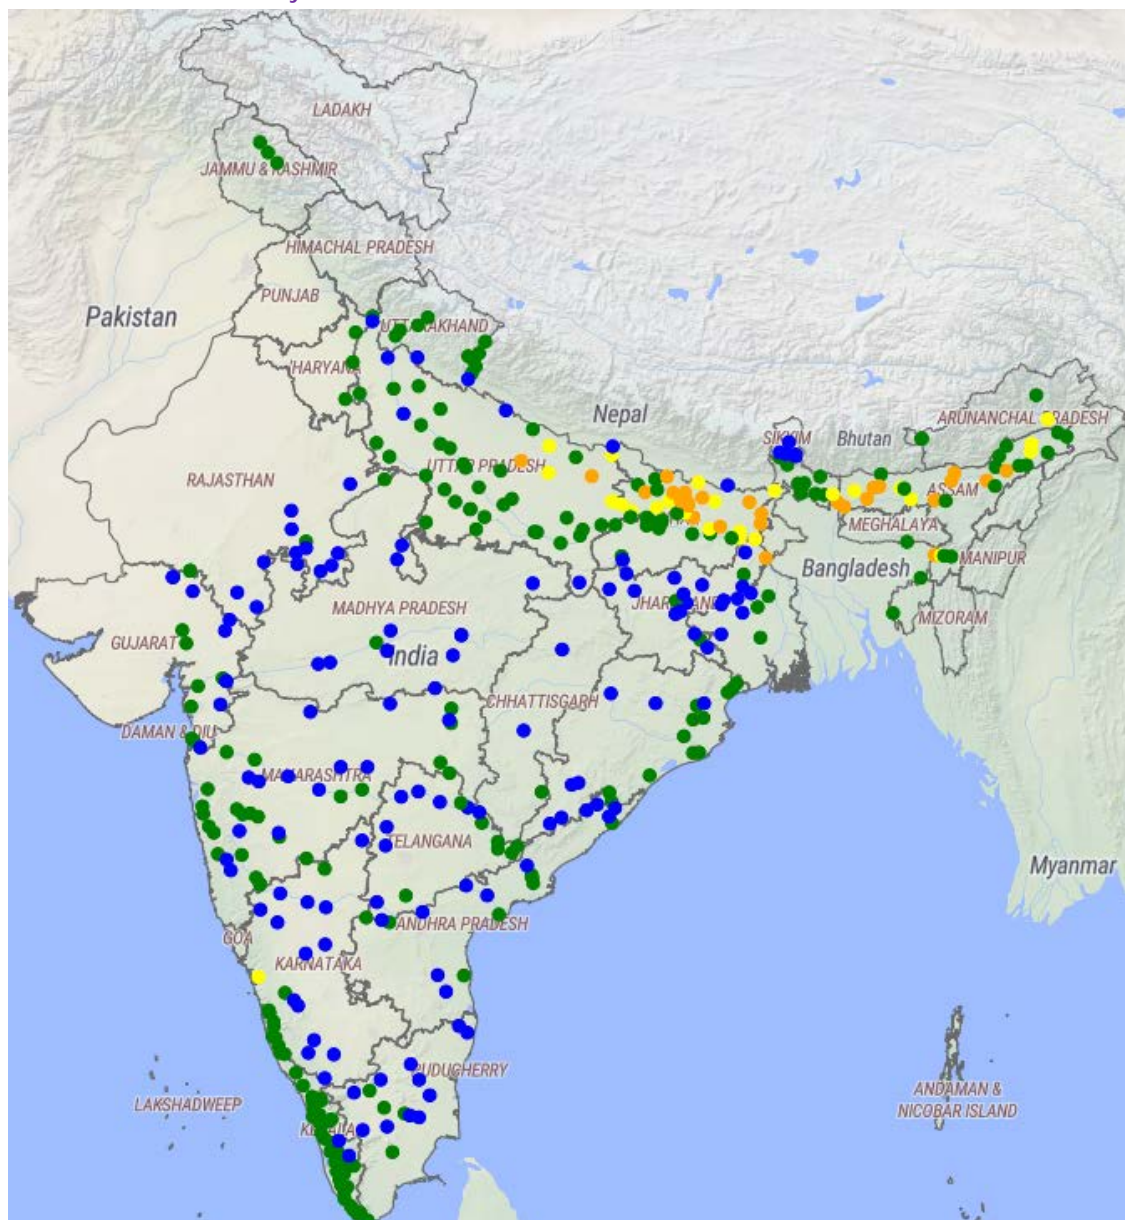 LADAKH
JAMMU & KASHMIR
HIMACHAL PRADESH
PUNJAB
Pakistan
UTTARAKHAND
HARYANA
Nepal
ARUNANCHAL PRADESH
SIKKIM
Bhutan
UTTAR PRADESH
RAJASTHAN
ASSAM
MEGHALAYA
MANIPUR
Bangladesh
MADHYA PRADESH
JHARKHAND
MIZORAM
GUJARAT
India
CHHATTISGARH
DAMAN & DIU
MAHARASHTRA
TELANGANA
Myanmar
ANDHRA PRADESH
GOA
KARNATAKA
PUDUCHERRY
LAKSHADWEEP
ANDAMAN &
NICOBAR ISLAND
KERALA